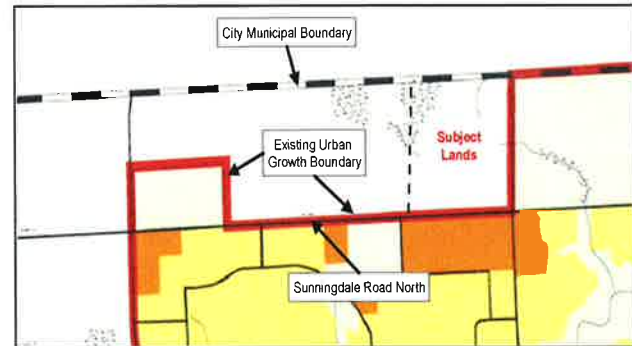 City Municipal Boundary
Existing Urban
Growth Boundary
Subject
Lands
Sunningdale Road North